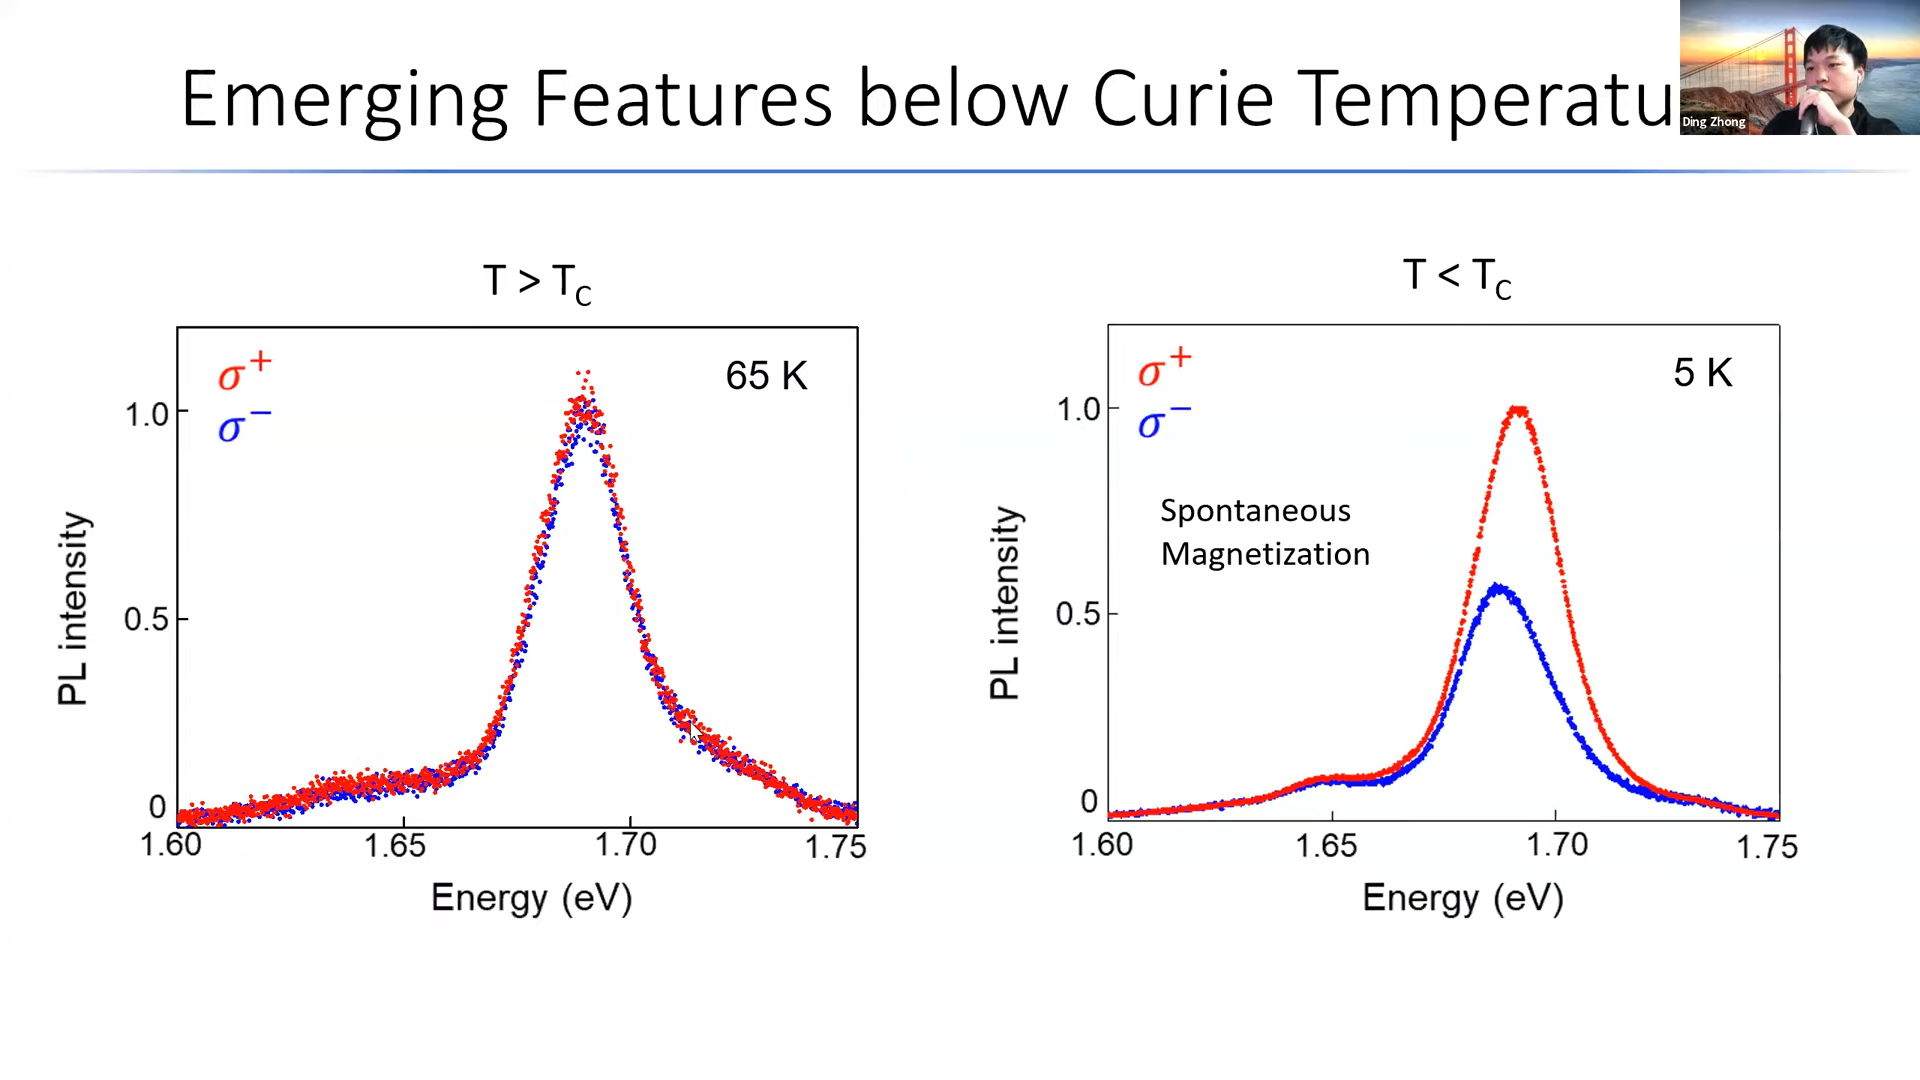 Emerging Features below Curie Temperatu
Ding Zhong
T > T_C
σ⁺
σ⁻
65 K
1.0
0.5
0
PL intensity
1.60 1.65 1.70 1.75
Energy (eV)
T < T_C
σ⁺
σ⁻
5 K
Spontaneous
Magnetization
1.0
0.5
0
PL intensity
1.60 1.65 1.70 1.75
Energy (eV)